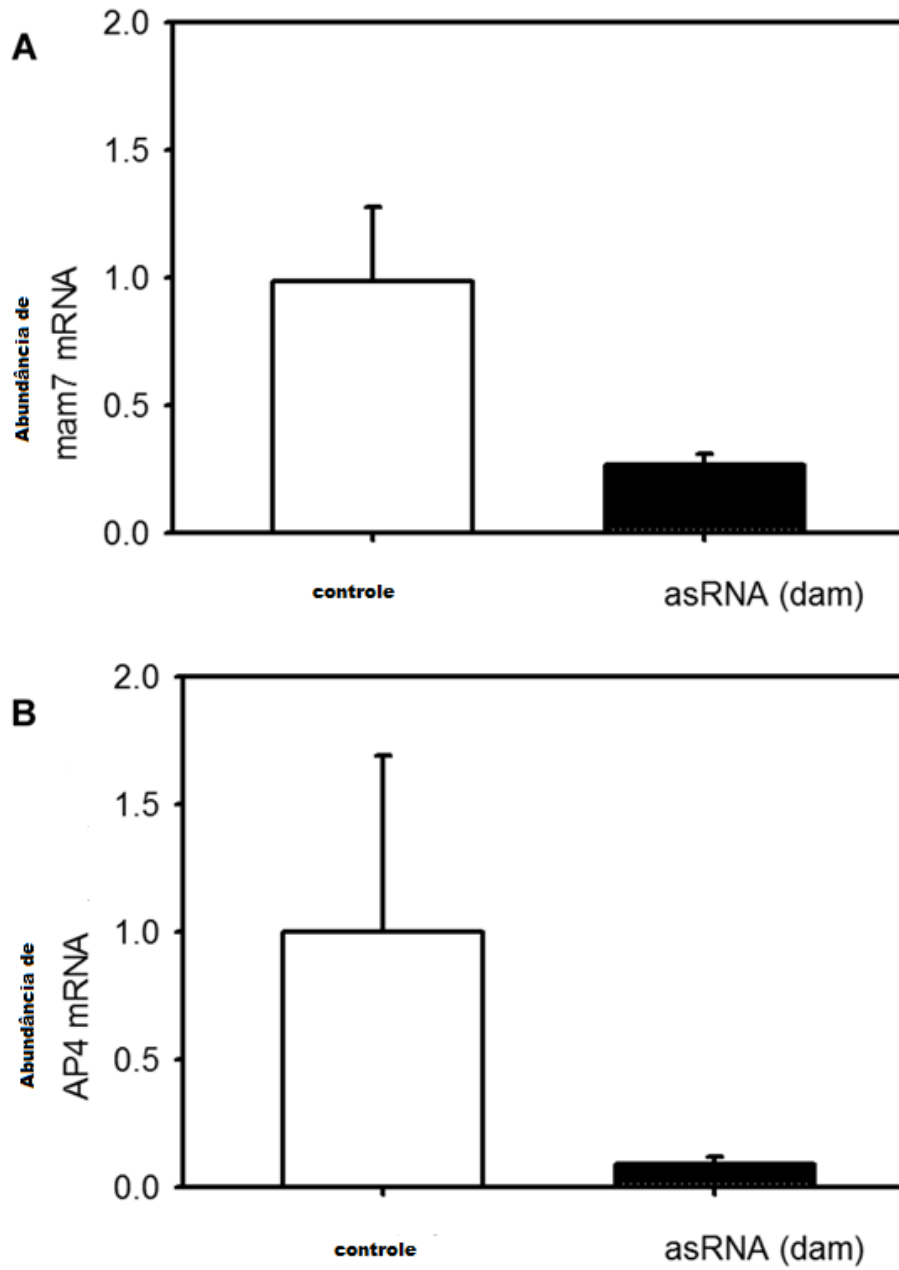 A
2.0
1.5
1.0
0.5
0.0
Abundância de
mam7 mRNA
controle
asRNA (dam)
B
2.0
1.5
1.0
0.5
0.0
Abundância de
AP4 mRNA
controle
asRNA (dam)